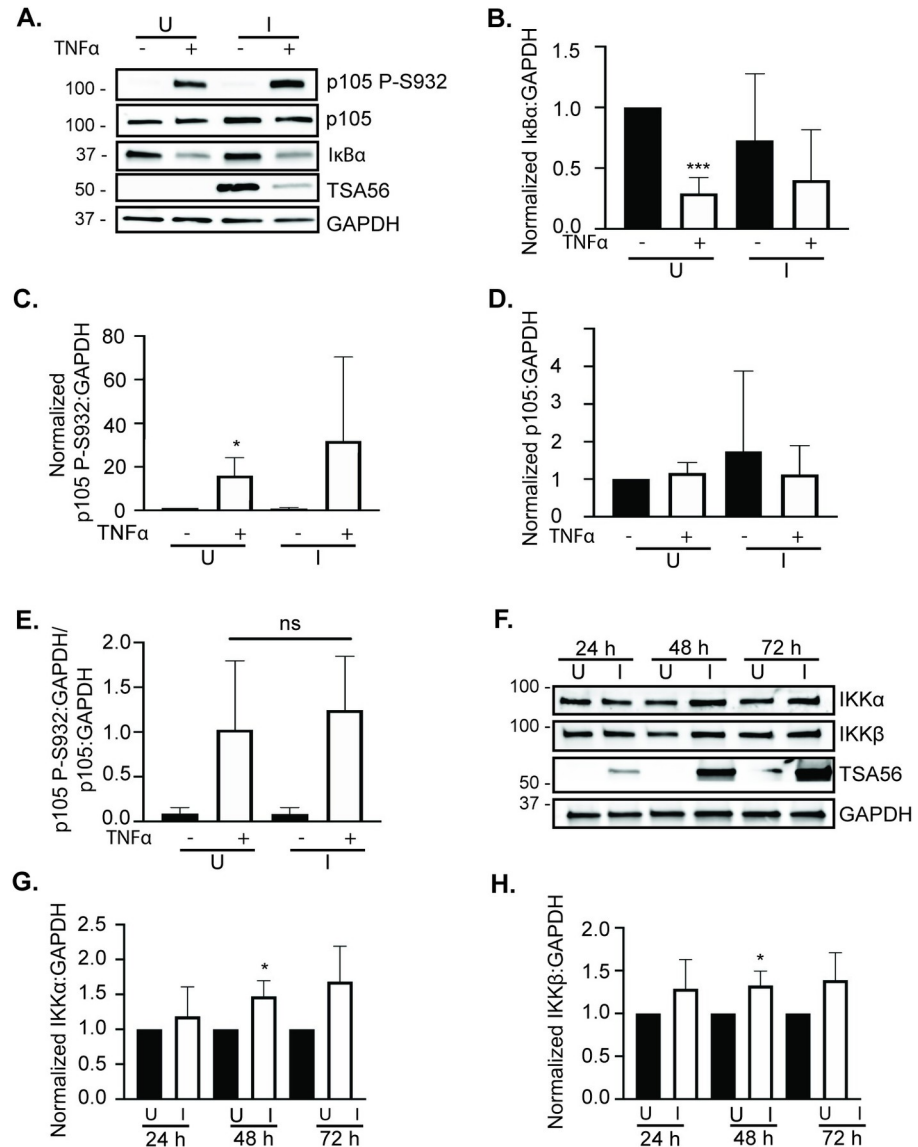 A.
U I
TNFα - + - +
100 - p105 P-S932
100 - p105
37 - IκBα
50 - TSA56
37 - GAPDH
B.
Normalized IκBα:GAPDH
1.0
0.5
0.0
***
TNFα - + - +
U I
C.
Normalized
p105 P-S932:GAPDH
80
60
40
20
0
*
TNFα - + - +
U I
D.
Normalized p105:GAPDH
4
2
1
0
TNFα - + - +
U I
E.
p105 P-S932:GAPDH/
p105:GAPDH
2.0
1.5
1.0
0.5
0.0
ns
TNFα - + - +
U I
F.
24 h 48 h 72 h
U I U I U I
100 - IKKα
100 - IKKβ
50 - TSA56
37 - GAPDH
G.
Normalized IKKα:GAPDH
2.5
2.0
1.5
1.0
0.5
0.0
*
U I U I U I
24 h 48 h 72 h
H.
Normalized IKKβ:GAPDH
2.0
1.5
1.0
0.5
0.0
*
U I U I U I
24 h 48 h 72 h